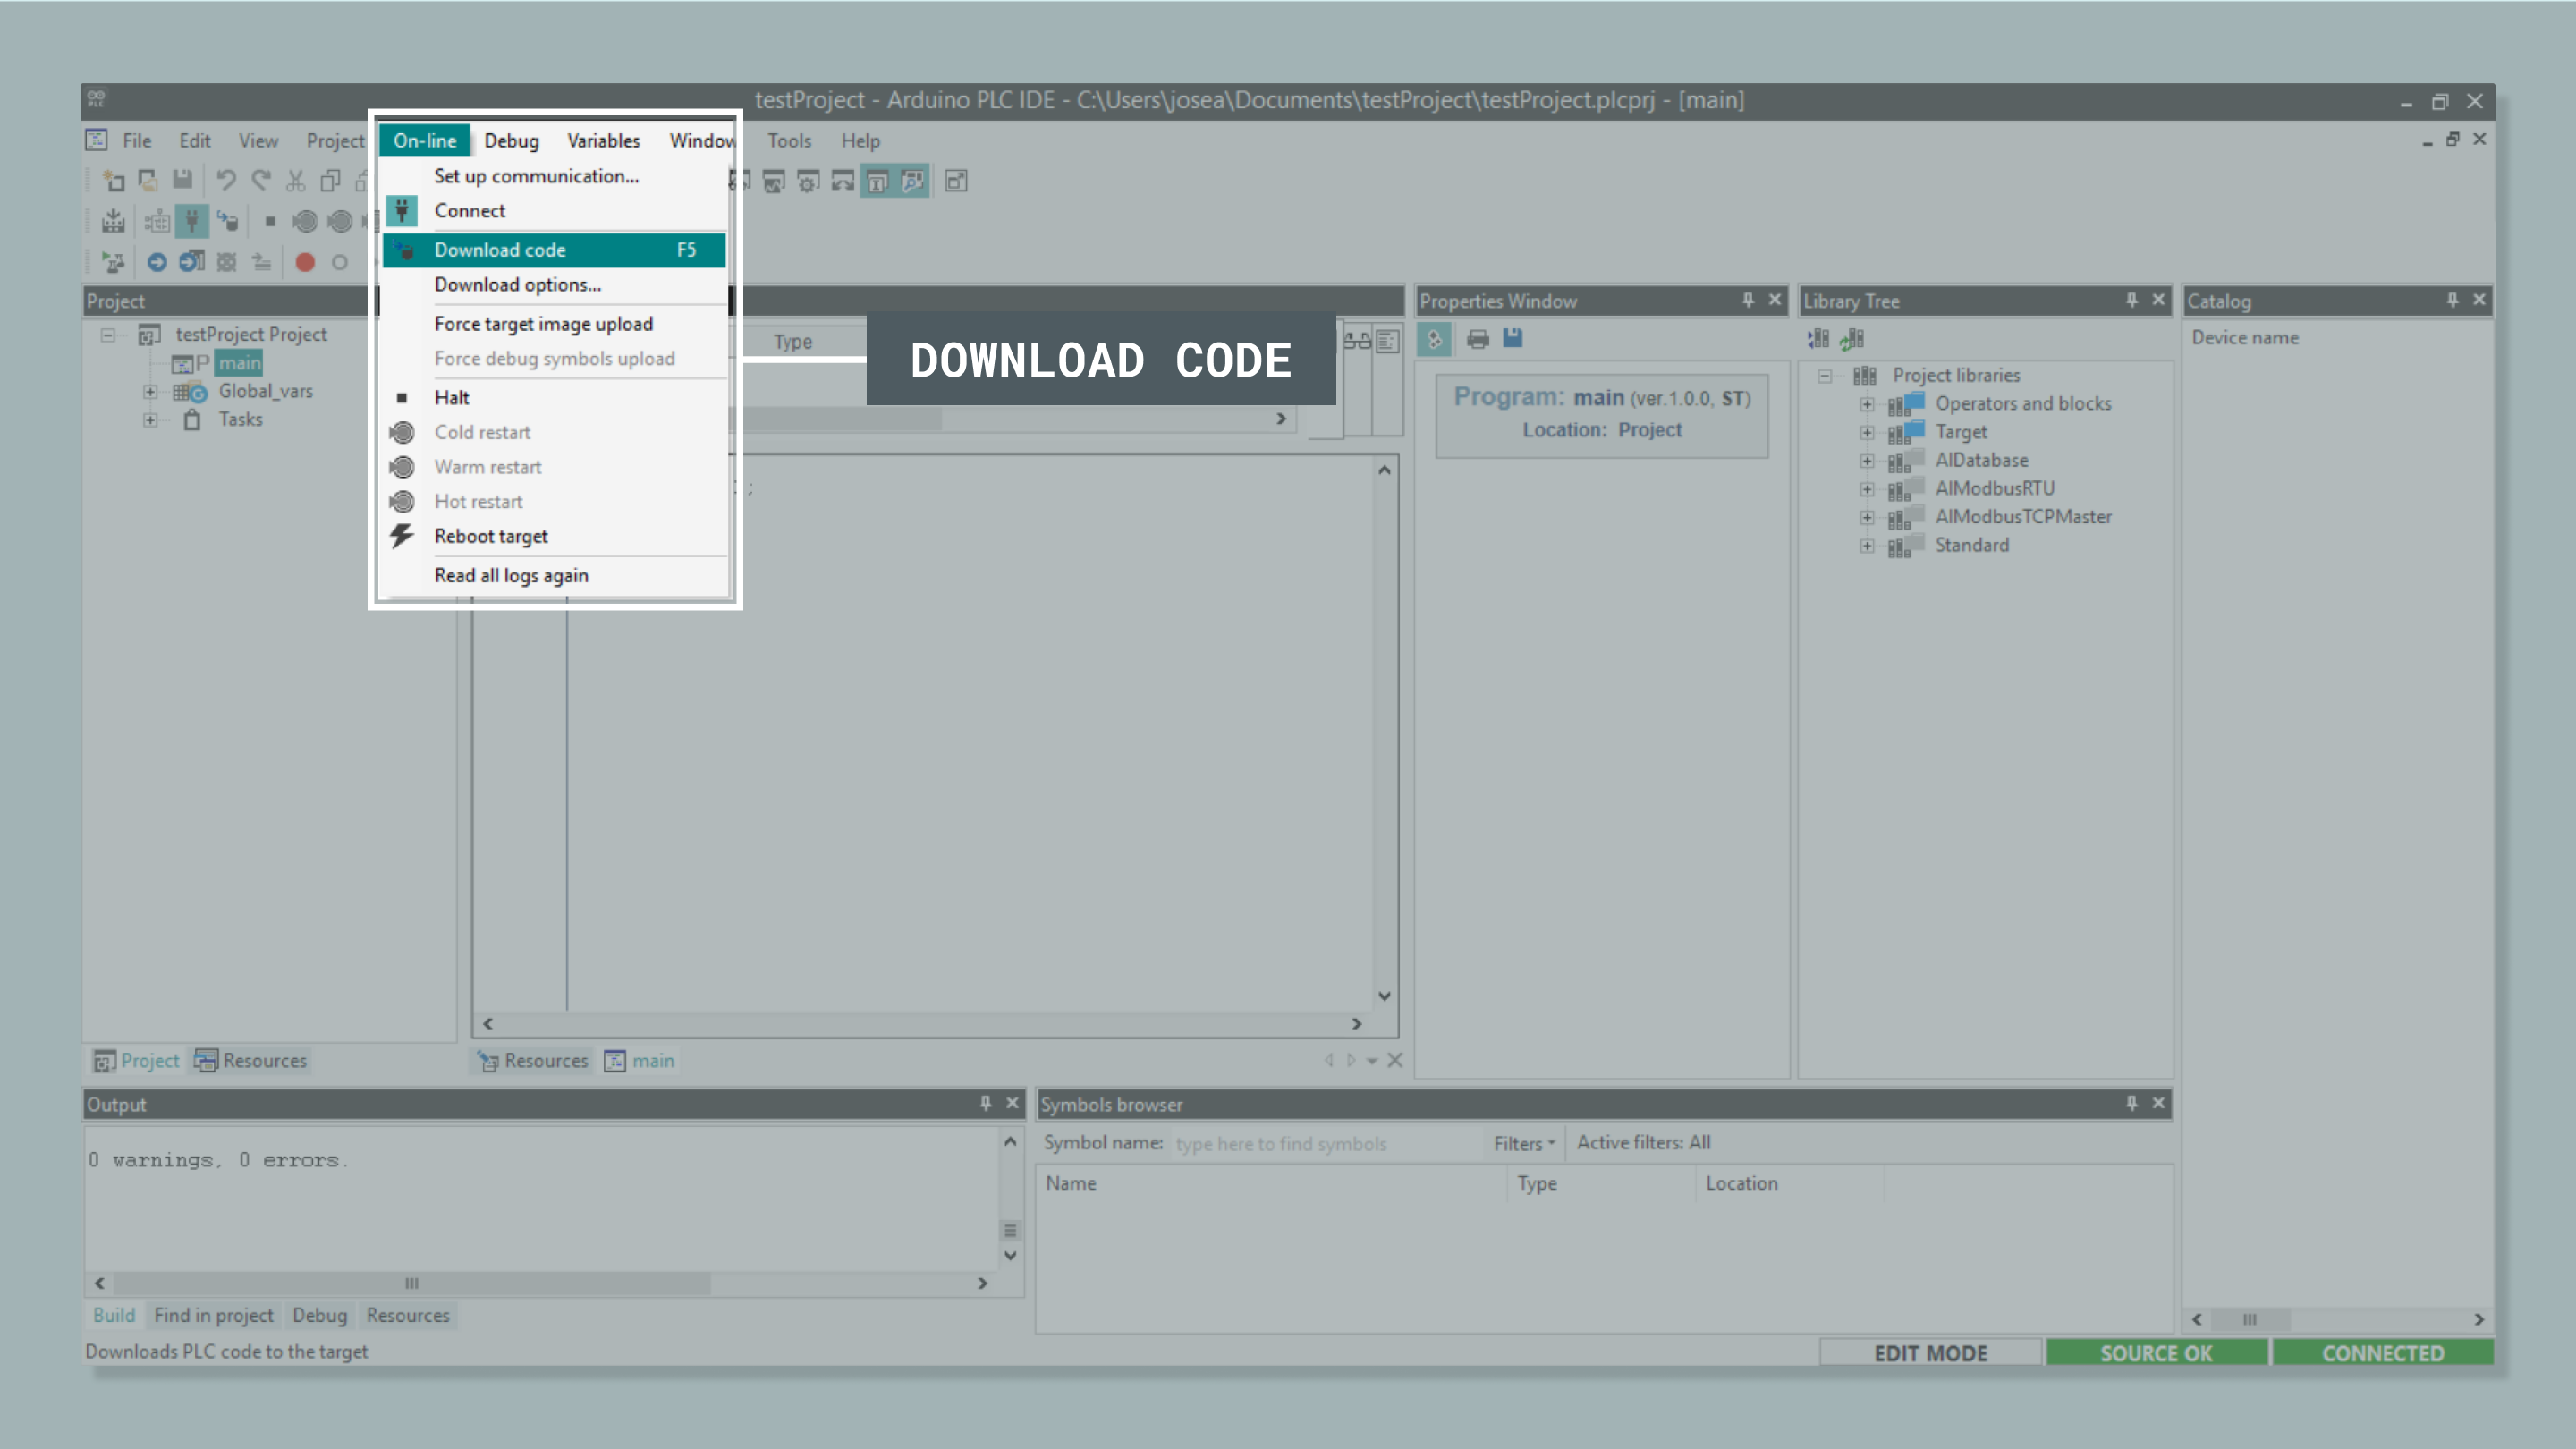 testProject - Arduino PLC IDE - C:\Users\josea\Documents\testProject\testProject.plcprj - [main]
File Edit View Project On-line Debug Variables Window Tools Help
Set up communication...
Connect
Download code F5
Download options...
Force target image upload
Force debug symbols upload
Halt
Cold restart
Warm restart
Hot restart
Reboot target
Read all logs again
DOWNLOAD CODE
Project
testProject Project
P main
Global_vars
Tasks
Type
;
Project Resources
Resources main
Properties Window
Program: main (ver.1.0.0, ST)
Location: Project
Library Tree
Project libraries
Operators and blocks
Target
AlDatabase
AlModbusRTU
AlModbusTCPMaster
Standard
Catalog
Device name
Output
0 warnings, 0 errors.
Build Find in project Debug Resources
Symbols browser
Symbol name: type here to find symbols Filters Active filters: All
Name Type Location
Downloads PLC code to the target
EDIT MODE SOURCE OK CONNECTED